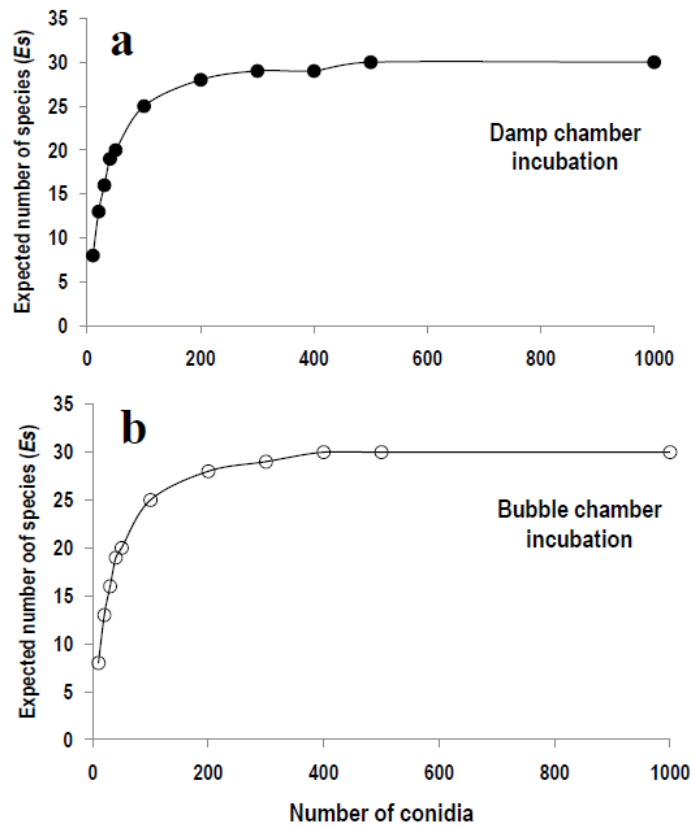 a
Expected number of species (Es)
35
30
25
20
15
10
5
0
Damp chamber
incubation
0 200 400 600 800 1000
b
Expected number oof species (Es)
35
30
25
20
15
10
5
0
Bubble chamber
incubation
0 200 400 600 800 1000
Number of conidia